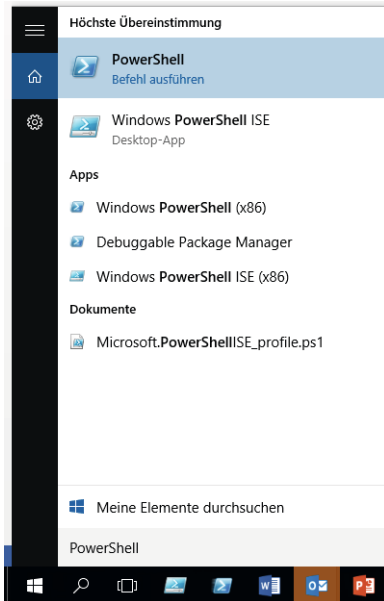 Höchste Übereinstimmung
PowerShell
Befehl ausführen
Windows PowerShell ISE
Desktop-App
Apps
Windows PowerShell (x86)
Debuggable Package Manager
Windows PowerShell ISE (x86)
Dokumente
Microsoft.PowerShellISE_profile.ps1
Meine Elemente durchsuchen
PowerShell